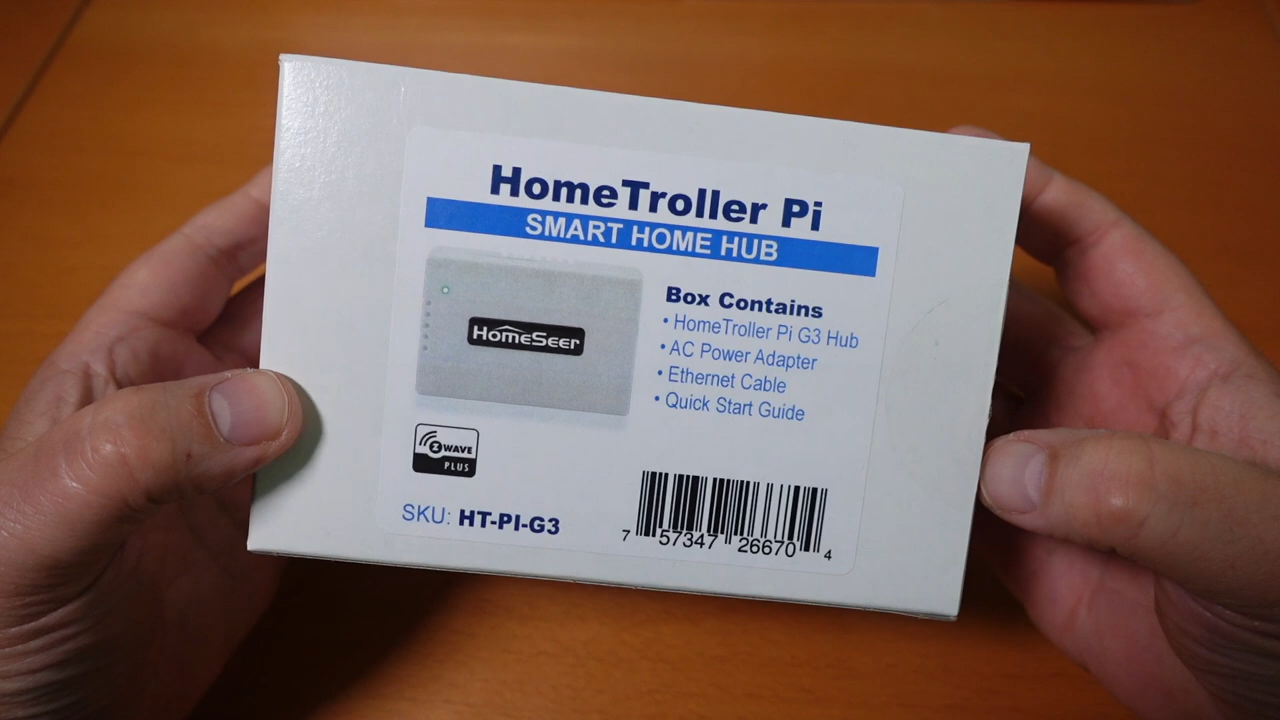 HomeTroller Pi
SMART HOME HUB
HomeSeer
Box Contains
• HomeTroller Pi G3 Hub
• AC Power Adapter
• Ethernet Cable
• Quick Start Guide
Z WAVE
PLUS
SKU: HT-PI-G3
7 57347 26670 4